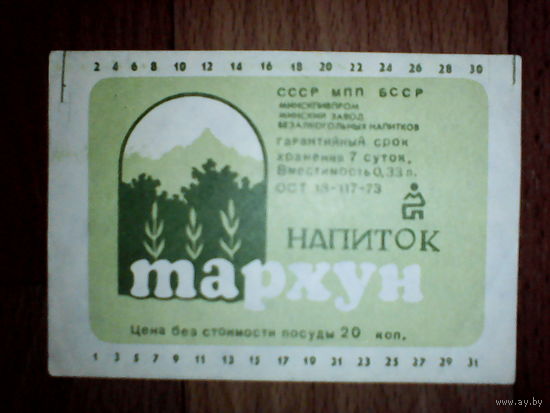 2 4 6 8 10 12 14 16 18 20 22 24 26 28 30
СССР МПП БССР
МИНСКПИВПРОМ
МИНСКИЙ ЗАВОД
БЕЗАЛКОГОЛЬНЫХ НАПИТКОВ
Гарантийный срок
хранения 7 суток.
Вместимость 0,33 л.
ОСТ 18-117-73
НАПИТОК
тархун
Цена без стоимости посуды 20 коп.
1 3 5 7 9 11 13 15 17 19 21 23 25 27 29 31
www.ay.by